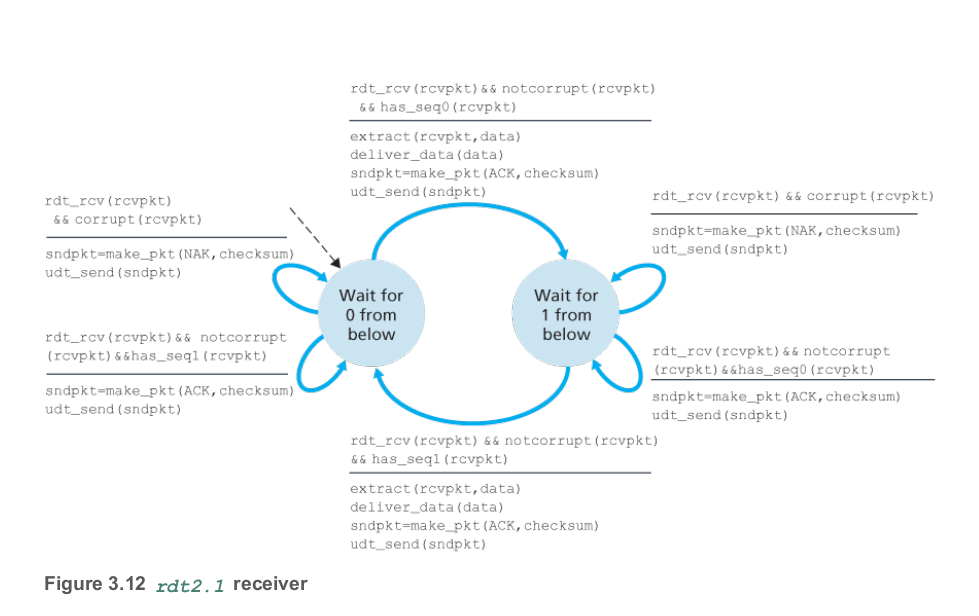 rdt_rcv(rcvpkt)&& notcorrupt(rcvpkt)
&& has_seq0(rcvpkt)
extract(rcvpkt,data)
deliver_data(data)
sndpkt=make_pkt(ACK,checksum)
udt_send(sndpkt)
rdt_rcv(rcvpkt)
&& corrupt(rcvpkt)
sndpkt=make_pkt(NAK,checksum)
udt_send(sndpkt)
rdt_rcv(rcvpkt) && corrupt(rcvpkt)
sndpkt=make_pkt(NAK,checksum)
udt_send(sndpkt)
Wait for
0 from
below
Wait for
1 from
below
rdt_rcv(rcvpkt)&& notcorrupt
(rcvpkt)&&has_seq1(rcvpkt)
sndpkt=make_pkt(ACK,checksum)
udt_send(sndpkt)
rdt_rcv(rcvpkt)&& notcorrupt
(rcvpkt)&&has_seq0(rcvpkt)
sndpkt=make_pkt(ACK,checksum)
udt_send(sndpkt)
rdt_rcv(rcvpkt) && notcorrupt(rcvpkt)
&& has_seq1(rcvpkt)
extract(rcvpkt,data)
deliver_data(data)
sndpkt=make_pkt(ACK,checksum)
udt_send(sndpkt)
Figure 3.12 rdt2.1 receiver